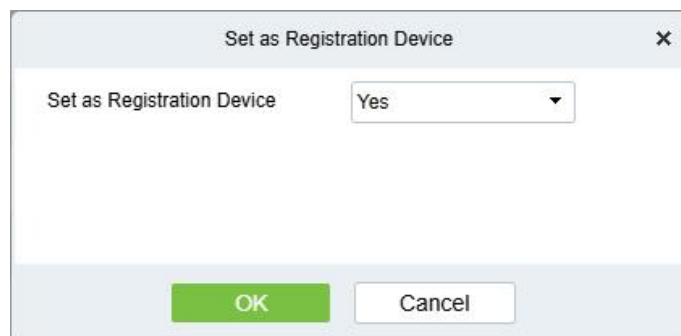 Set as Registration Device
Set as Registration Device Yes
OK Cancel